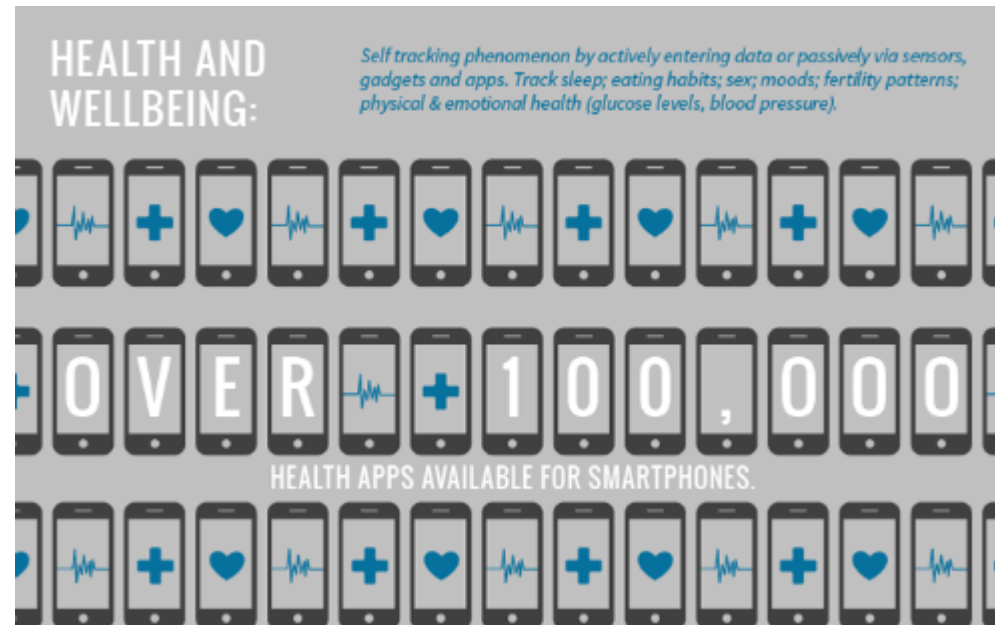 HEALTH AND
WELLBEING:
Self tracking phenomenon by actively entering data or passively via sensors,
gadgets and apps. Track sleep; eating habits; sex; moods; fertility patterns;
physical & emotional health (glucose levels, blood pressure).
OVER 100,000
HEALTH APPS AVAILABLE FOR SMARTPHONES.